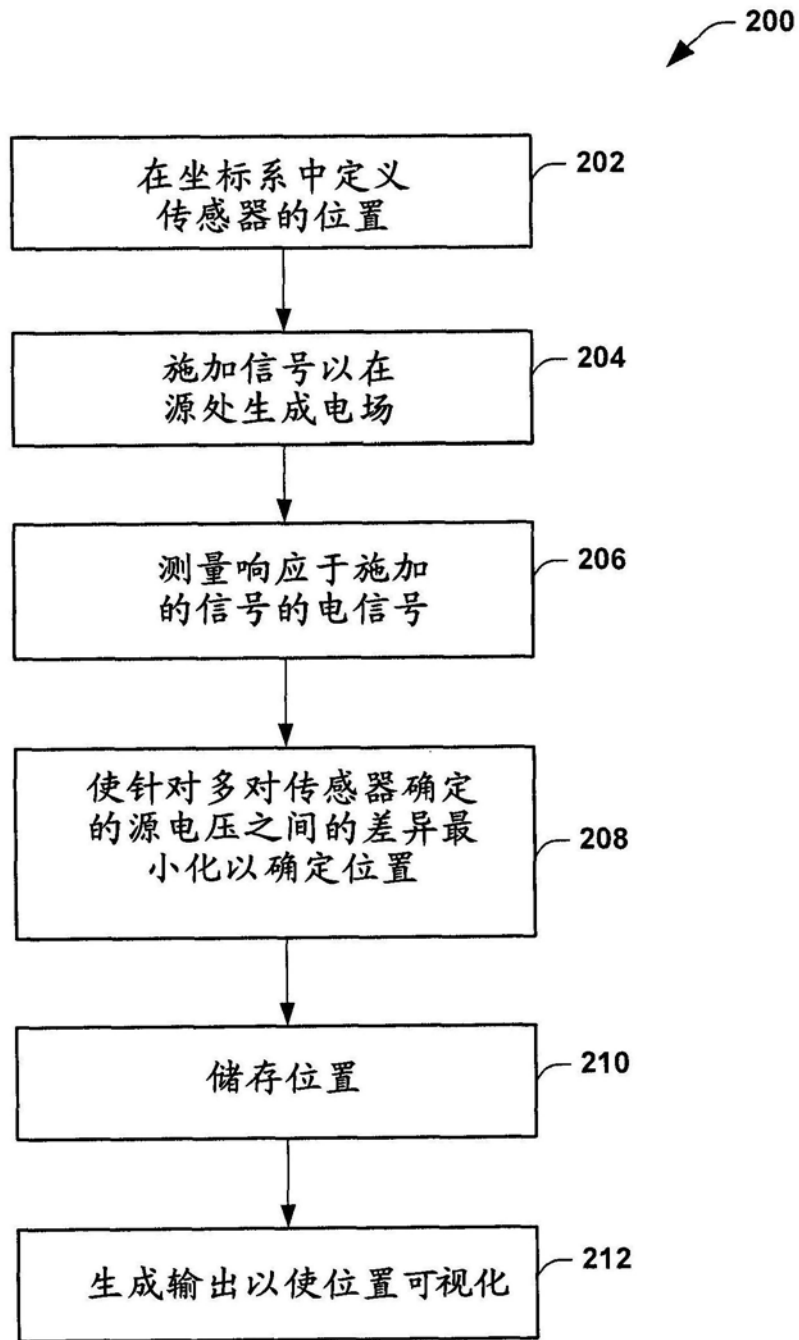 200
在坐标系中定义
传感器的位置
202
施加信号以在
源处生成电场
204
测量响应于施加
的信号的电信号
206
使针对多对传感器确定
的源电压之间的差异最
小化以确定位置
208
储存位置
210
生成输出以使位置可视化
212